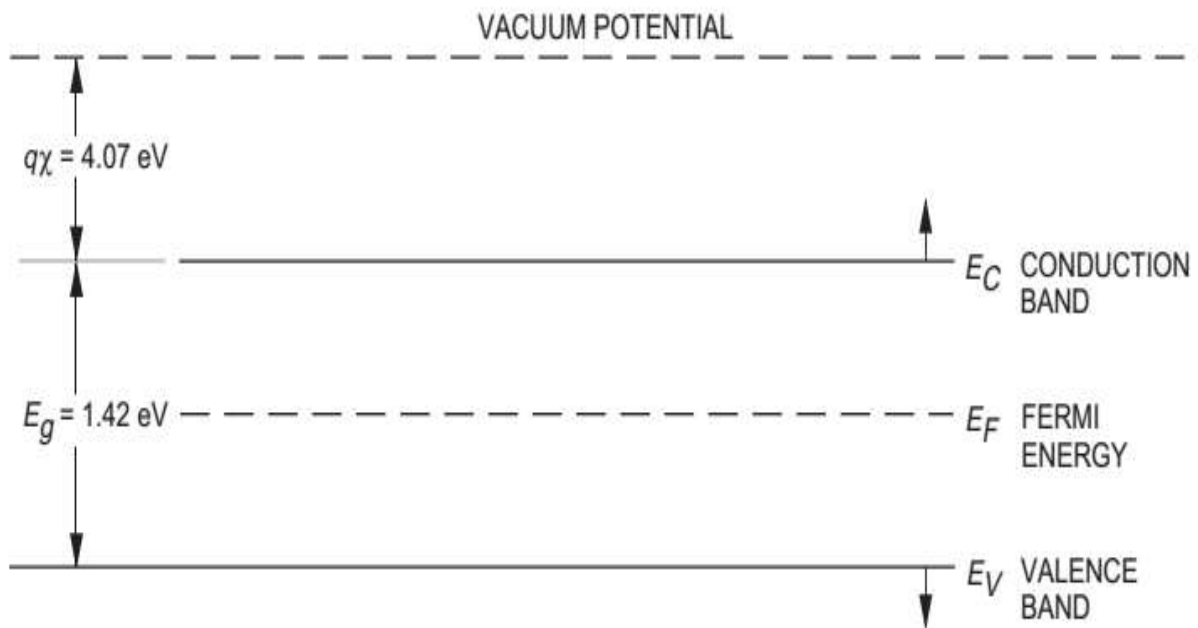 VACUUM POTENTIAL
qχ = 4.07 eV
E_C CONDUCTION
BAND
E_g = 1.42 eV
E_F FERMI
ENERGY
E_V VALENCE
BAND